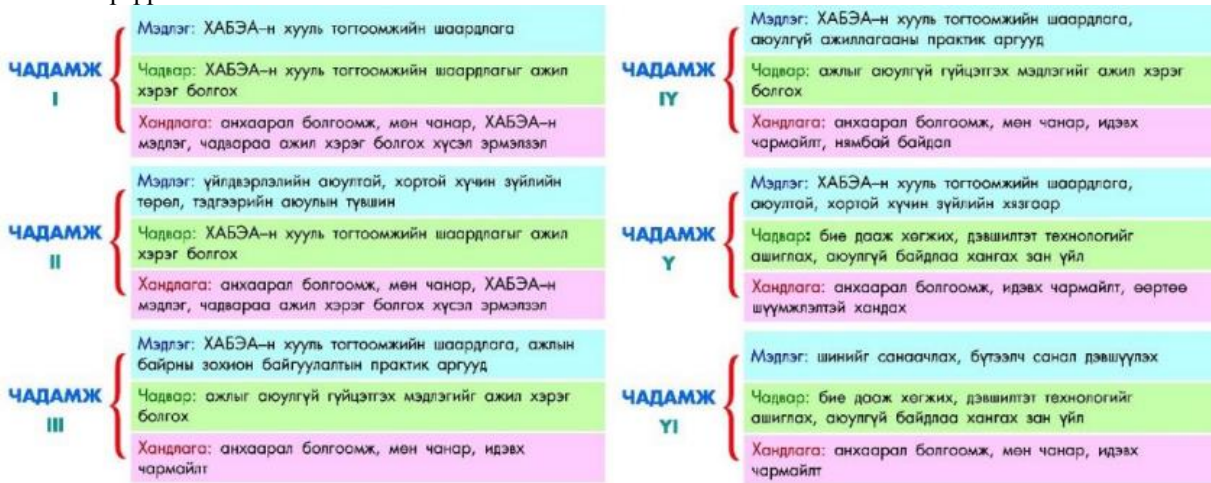 ЧАДАМЖ
I
Мэдлэг: ХАБЭА–н хууль тогтоомжийн шаардлага
Чадвар: ХАБЭА–н хууль тогтоомжийн шаардлагыг ажил
хэрэг болгох
Хандлага: анхаарал болгоомж, мөн чанар, ХАБЭА–н
мэдлэг, чадвараа ажил хэрэг болгох хүсэл эрмэлзэл
ЧАДАМЖ
II
Мэдлэг: үйлдвэрлэлийн аюултай, хортой хүчин зүйлийн
төрөл, тэдгээрийн аюулын түвшин
Чадвар: ХАБЭА–н хууль тогтоомжийн шаардлагыг ажил
хэрэг болгох
Хандлага: анхаарал болгоомж, мөн чанар, ХАБЭА–н
мэдлэг, чадвараа ажил хэрэг болгох хүсэл эрмэлзэл
ЧАДАМЖ
III
Мэдлэг: ХАБЭА–н хууль тогтоомжийн шаардлага, ажлын
байрны зохион байгуулалтын практик аргууд
Чадвар: ажлыг аюулгүй гүйцэтгэх мэдлэгийг ажил хэрэг
болгох
Хандлага: анхаарал болгоомж, мөн чанар, идэвх
чармайлт
ЧАДАМЖ
IY
Мэдлэг: ХАБЭА–н хууль тогтоомжийн шаардлага,
аюулгүй ажиллагааны практик аргууд
Чадвар: ажлыг аюулгүй гүйцэтгэх мэдлэгийг ажил хэрэг
болгох
Хандлага: анхаарал болгоомж, мөн чанар, идэвх
чармайлт, нямбай байдал
ЧАДАМЖ
Y
Мэдлэг: ХАБЭА–н хууль тогтоомжийн шаардлага,
аюултай, хортой хүчин зүйлийн хязгаар
Чадвар: бие дааж хөгжих, дэвшилтэт технологийг
ашиглах, аюулгүй байдлаа хангах зан үйл
Хандлага: анхаарал болгоомж, идэвх чармайлт, өөртөө
шүүмжлэлтэй хандах
ЧАДАМЖ
YI
Мэдлэг: шинийг санаачлах, бүтээлч санал дэвшүүлэх
Чадвар: бие дааж хөгжих, дэвшилтэт технологийг
ашиглах, аюулгүй байдлаа хангах зан үйл
Хандлага: анхаарал болгоомж, мөн чанар, идэвх
чармайлт